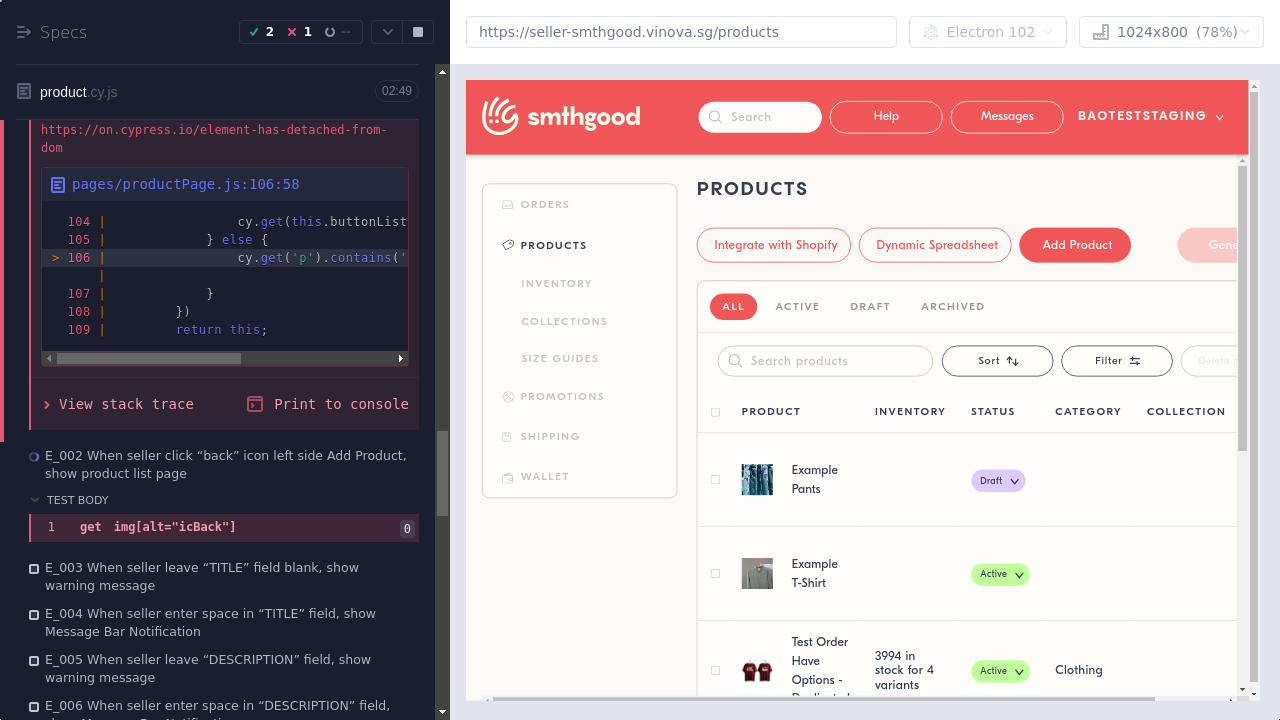 Specs
2
1
--
product.cy.js
02:49
https://on.cypress.io/element-has-detached-from-
dom
pages/productPage.js:106:58
104 | cy.get(this.buttonList
105 | } else {
> 106 | cy.get('p').contains('
|
107 | }
108 | })
109 | return this;
View stack trace
Print to console
E_002 When seller click “back” icon left side Add Product,
show product list page
TEST BODY
1 get img[alt="icBack"]
0
E_003 When seller leave “TITLE” field blank, show
warning message
E_004 When seller enter space in “TITLE” field, show
Message Bar Notification
E_005 When seller leave “DESCRIPTION” field, show
warning message
E_006 When seller enter space in “DESCRIPTION” field,
https://seller-smthgood.vinova.sg/products
Electron 102
1024x800 (78%)
smthgood
Search
Help
Messages
BAOTESTSTAGING
ORDERS
PRODUCTS
INVENTORY
COLLECTIONS
SIZE GUIDES
PROMOTIONS
SHIPPING
WALLET
PRODUCTS
Integrate with Shopify
Dynamic Spreadsheet
Add Product
Gene
ALL
ACTIVE
DRAFT
ARCHIVED
Search products
Sort
Filter
Delete p
PRODUCT
INVENTORY
STATUS
CATEGORY
COLLECTION
Example
Pants
Draft
Example
T-Shirt
Active
Test Order
Have
Options -
3994 in
stock for 4
variants
Active
Clothing